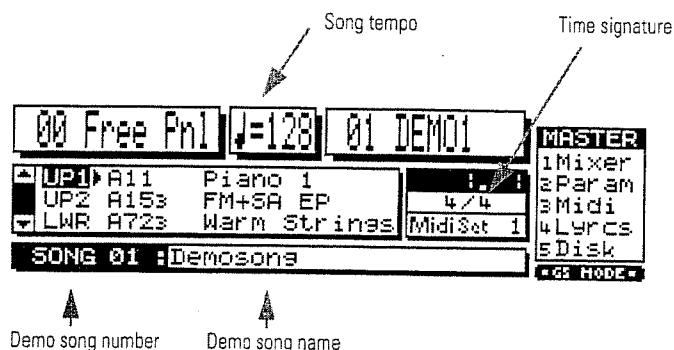 Song tempo
Time signature
00 Free Pnl
♩=128
01 DEMO1
MASTER
1Mixer
2Param
3Midi
4Lyrcs
5Disk
*GS MODE*
UP1 A11 Piano 1
UP2 A153 FM+SA EP
LWR A723 Warm Strings
1. 1
4/4
MidiSet 1
SONG 01 :Demosong
Demo song number
Demo song name